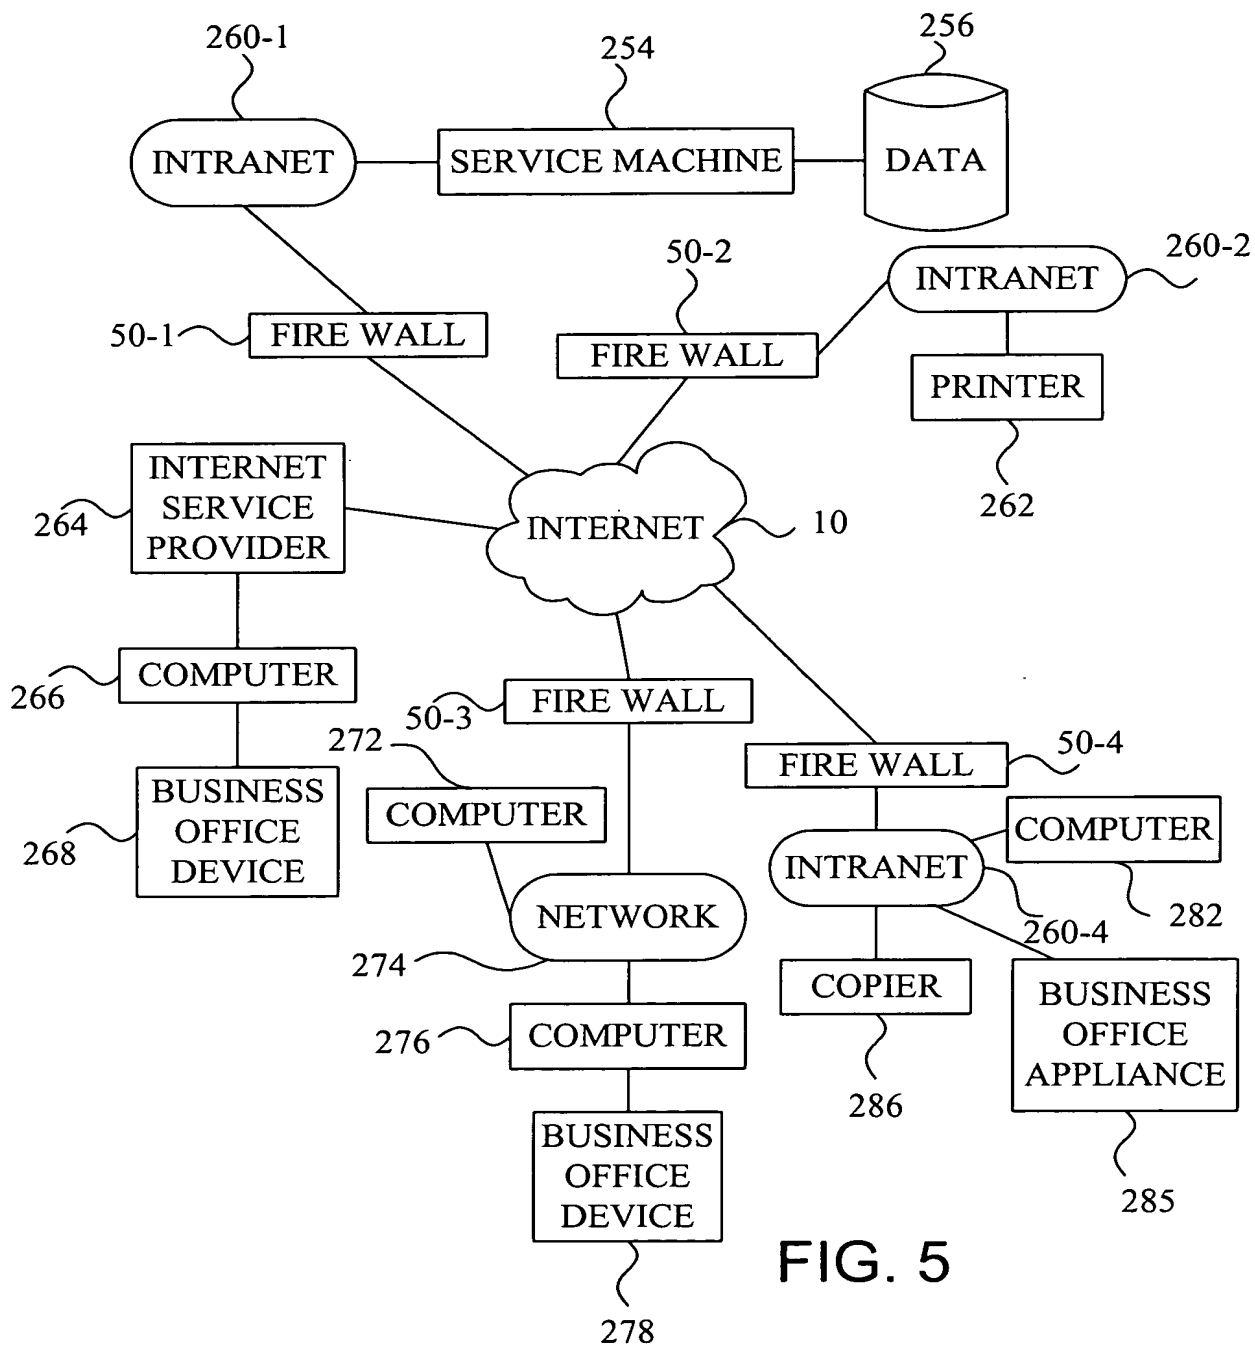 260-1
254
256
INTRANET
SERVICE MACHINE
DATA
50-2
260-2
INTRANET
50-1
FIRE WALL
FIRE WALL
PRINTER
INTERNET
SERVICE
PROVIDER
264
INTERNET
10
262
COMPUTER
266
FIRE WALL
50-3
272
50-4
FIRE WALL
BUSINESS
OFFICE
DEVICE
268
COMPUTER
COMPUTER
INTRANET
282
260-4
NETWORK
274
COPIER
BUSINESS
OFFICE
APPLIANCE
276
COMPUTER
286
BUSINESS
OFFICE
DEVICE
285
278
FIG. 5